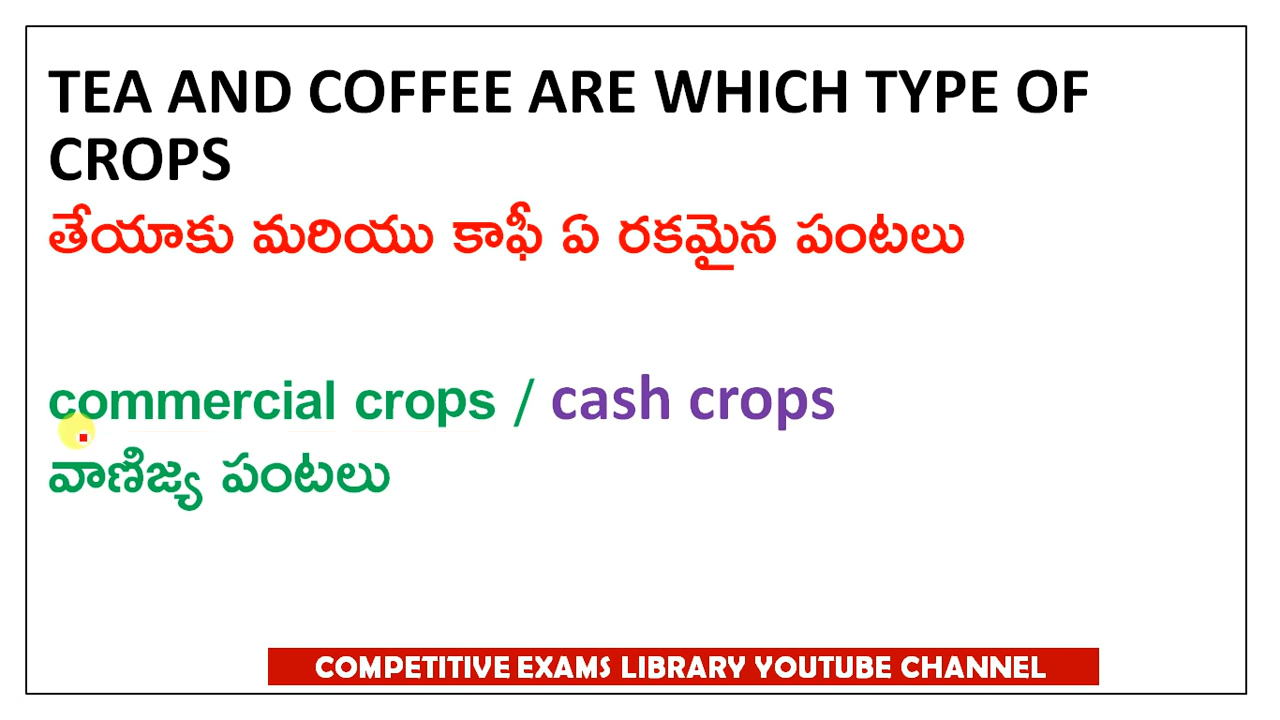 TEA AND COFFEE ARE WHICH TYPE OF
CROPS
తేయాకు మరియు కాఫీ ఏ రకమైన పంటలు
commercial crops / cash crops
వాణిజ్య పంటలు
COMPETITIVE EXAMS LIBRARY YOUTUBE CHANNEL